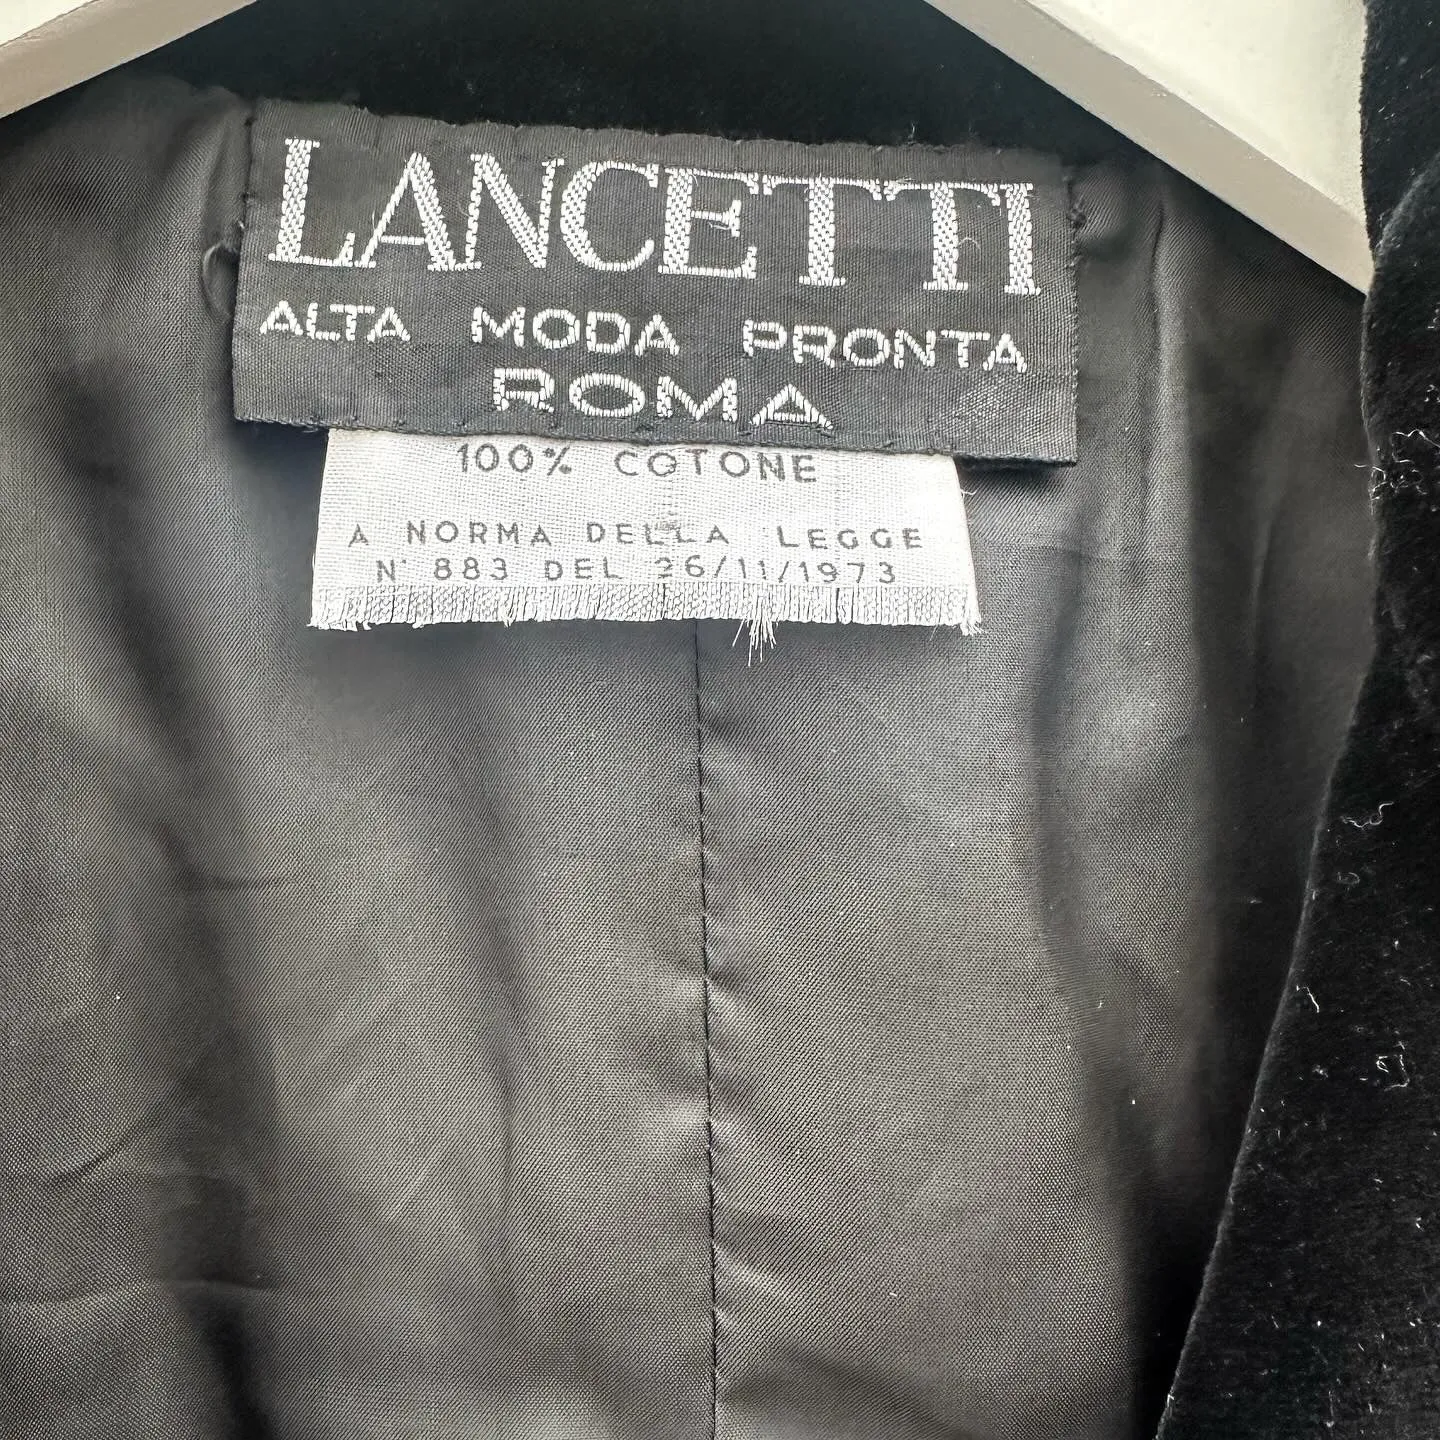 LANCETTI
ALTA MODA PRONTA
ROMA
100% COTONE
A NORMA DELLA LEGGE
N° 883 DEL 26/11/1973